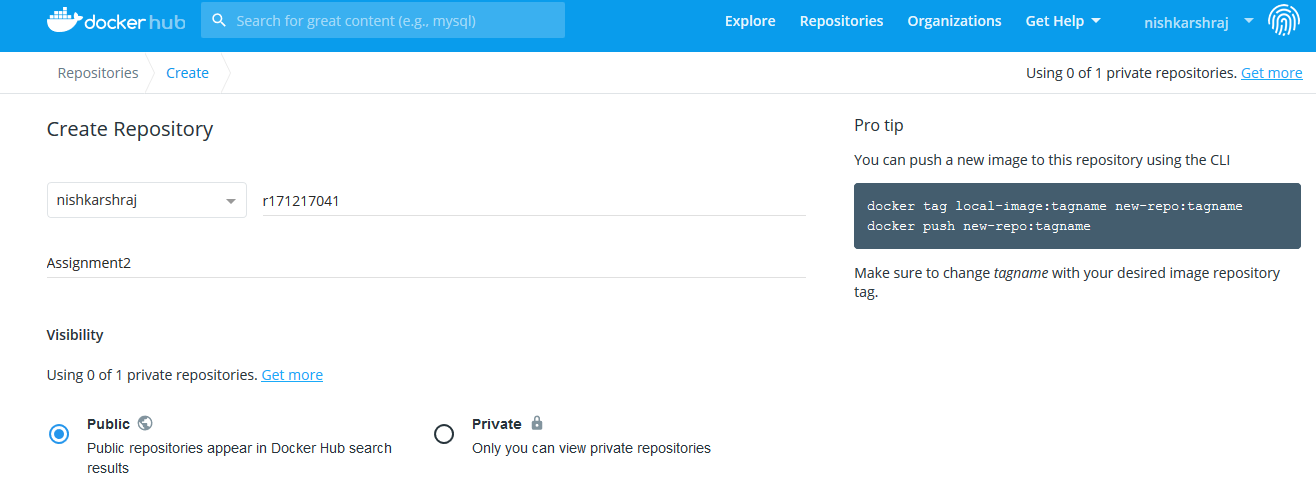 docker hub
Search for great content (e.g., mysql)
Explore
Repositories
Organizations
Get Help
nishkarshraj
Repositories
Create
Using 0 of 1 private repositories. Get more
Create Repository
nishkarshraj
r171217041
Assignment2
Visibility
Using 0 of 1 private repositories. Get more
Public
Public repositories appear in Docker Hub search
results
Private
Only you can view private repositories
Pro tip
You can push a new image to this repository using the CLI
docker tag local-image:tagname new-repo:tagname
docker push new-repo:tagname
Make sure to change tagname with your desired image repository
tag.